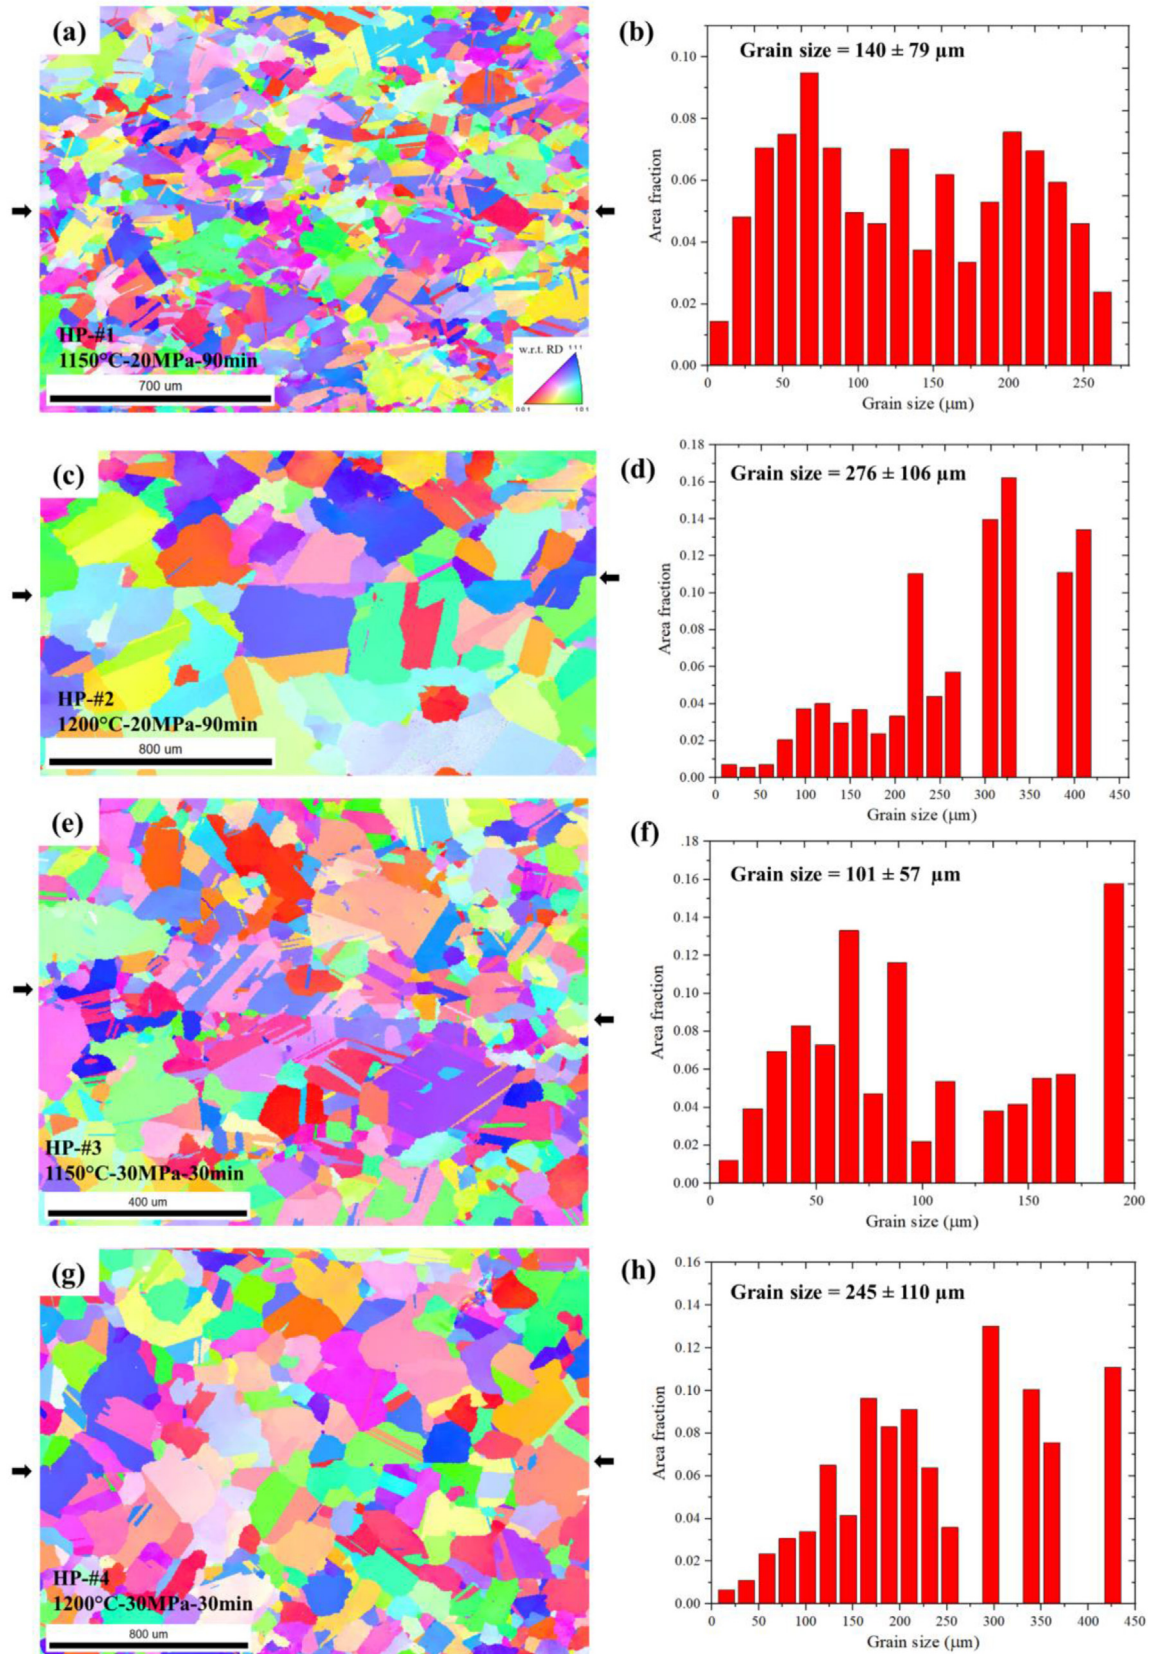 (a)
HP-#1
1150°C-20MPa-90min
700 um
w.r.t. RD
111
001
101
(b)
Grain size = 140 ± 79 µm
Area fraction
0.10
0.08
0.06
0.04
0.02
0.00
0 50 100 150 200 250
Grain size (µm)
(c)
HP-#2
1200°C-20MPa-90min
800 um
(d)
Grain size = 276 ± 106 µm
Area fraction
0.18
0.16
0.14
0.12
0.10
0.08
0.06
0.04
0.02
0.00
0 50 100 150 200 250 300 350 400 450
Grain size (µm)
(e)
HP-#3
1150°C-30MPa-30min
400 um
(f)
Grain size = 101 ± 57 µm
Area fraction
.18
0.16
0.14
0.12
0.10
0.08
0.06
0.04
0.02
0.00
0 50 100 150 200
Grain size (µm)
(g)
HP-#4
1200°C-30MPa-30min
800 um
(h)
Grain size = 245 ± 110 µm
Area fraction
0.16
0.14
0.12
0.10
0.08
0.06
0.04
0.02
0.00
0 50 100 150 200 250 300 350 400 450
Grain size (µm)